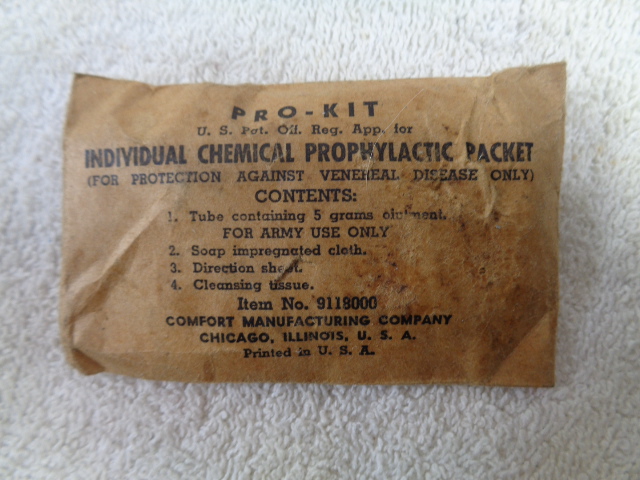 PRO-KIT
U. S. Pat. Off. Reg. App. for
INDIVIDUAL CHEMICAL PROPHYLACTIC PACKET
(FOR PROTECTION AGAINST VENEREAL DISEASE ONLY)
CONTENTS:
1. Tube containing 5 grams ointment.
FOR ARMY USE ONLY
2. Soap impregnated cloth.
3. Direction sheet.
4. Cleansing tissue.
Item No. 9118000
COMFORT MANUFACTURING COMPANY
CHICAGO, ILLINOIS, U. S. A.
Printed in U. S. A.